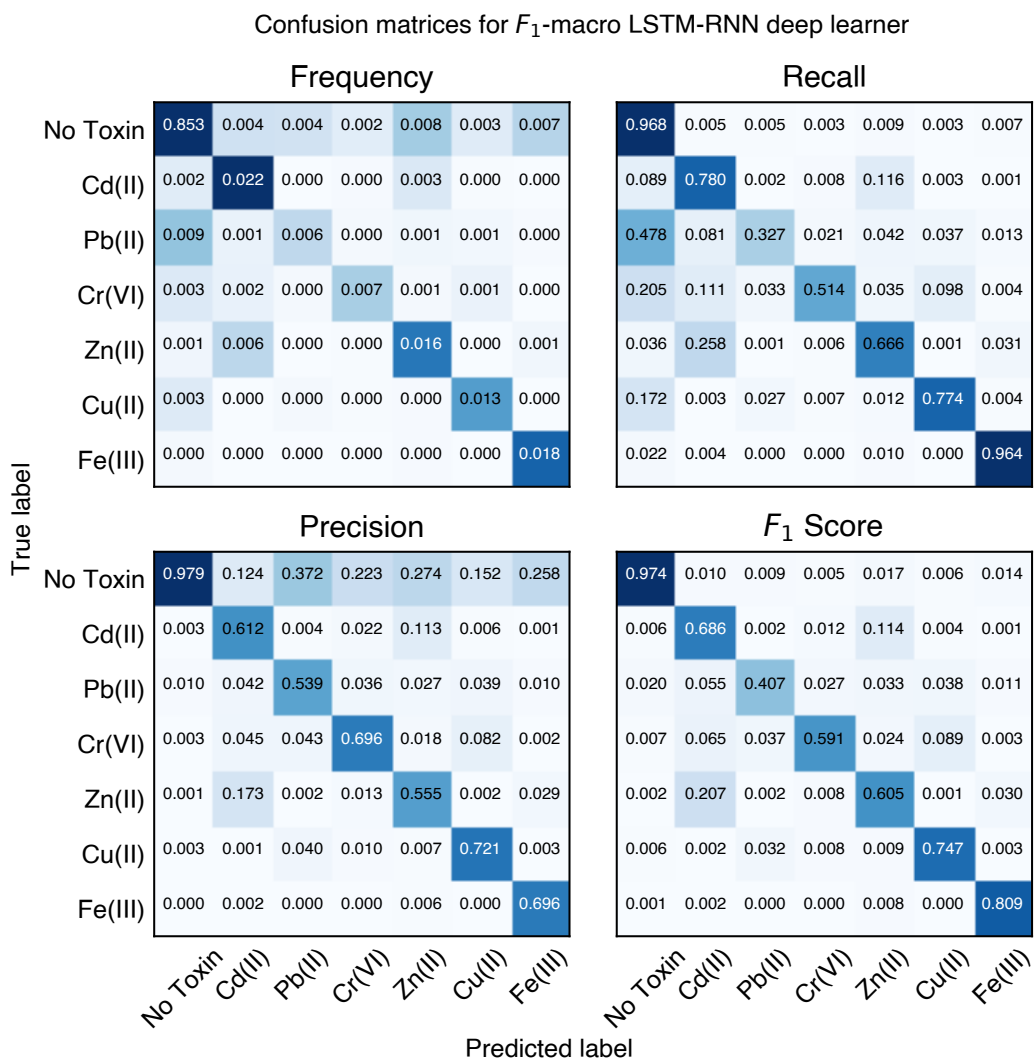 Confusion matrices for F₁-macro LSTM-RNN deep learner
Frequency
No Toxin 0.853 0.004 0.004 0.002 0.008 0.003 0.007
Cd(II) 0.002 0.022 0.000 0.000 0.003 0.000 0.000
Pb(II) 0.009 0.001 0.006 0.000 0.001 0.001 0.000
Cr(VI) 0.003 0.002 0.000 0.007 0.001 0.001 0.000
Zn(II) 0.001 0.006 0.000 0.000 0.016 0.000 0.001
Cu(II) 0.003 0.000 0.000 0.000 0.000 0.013 0.000
Fe(III) 0.000 0.000 0.000 0.000 0.000 0.000 0.018
Recall
0.968 0.005 0.005 0.003 0.009 0.003 0.007
0.089 0.780 0.002 0.008 0.116 0.003 0.001
0.478 0.081 0.327 0.021 0.042 0.037 0.013
0.205 0.111 0.033 0.514 0.035 0.098 0.004
0.036 0.258 0.001 0.006 0.666 0.001 0.031
0.172 0.003 0.027 0.007 0.012 0.774 0.004
0.022 0.004 0.000 0.000 0.010 0.000 0.964
True label
Precision
No Toxin 0.979 0.124 0.372 0.223 0.274 0.152 0.258
Cd(II) 0.003 0.612 0.004 0.022 0.113 0.006 0.001
Pb(II) 0.010 0.042 0.539 0.036 0.027 0.039 0.010
Cr(VI) 0.003 0.045 0.043 0.696 0.018 0.082 0.002
Zn(II) 0.001 0.173 0.002 0.013 0.555 0.002 0.029
Cu(II) 0.003 0.001 0.040 0.010 0.007 0.721 0.003
Fe(III) 0.000 0.002 0.000 0.000 0.006 0.000 0.696
No Toxin Cd(II) Pb(II) Cr(VI) Zn(II) Cu(II) Fe(III)
F₁ Score
0.974 0.010 0.009 0.005 0.017 0.006 0.014
0.006 0.686 0.002 0.012 0.114 0.004 0.001
0.020 0.055 0.407 0.027 0.033 0.038 0.011
0.007 0.065 0.037 0.591 0.024 0.089 0.003
0.002 0.207 0.002 0.008 0.605 0.001 0.030
0.006 0.002 0.032 0.008 0.009 0.747 0.003
0.001 0.002 0.000 0.000 0.008 0.000 0.809
No Toxin Cd(II) Pb(II) Cr(VI) Zn(II) Cu(II) Fe(III)
Predicted label